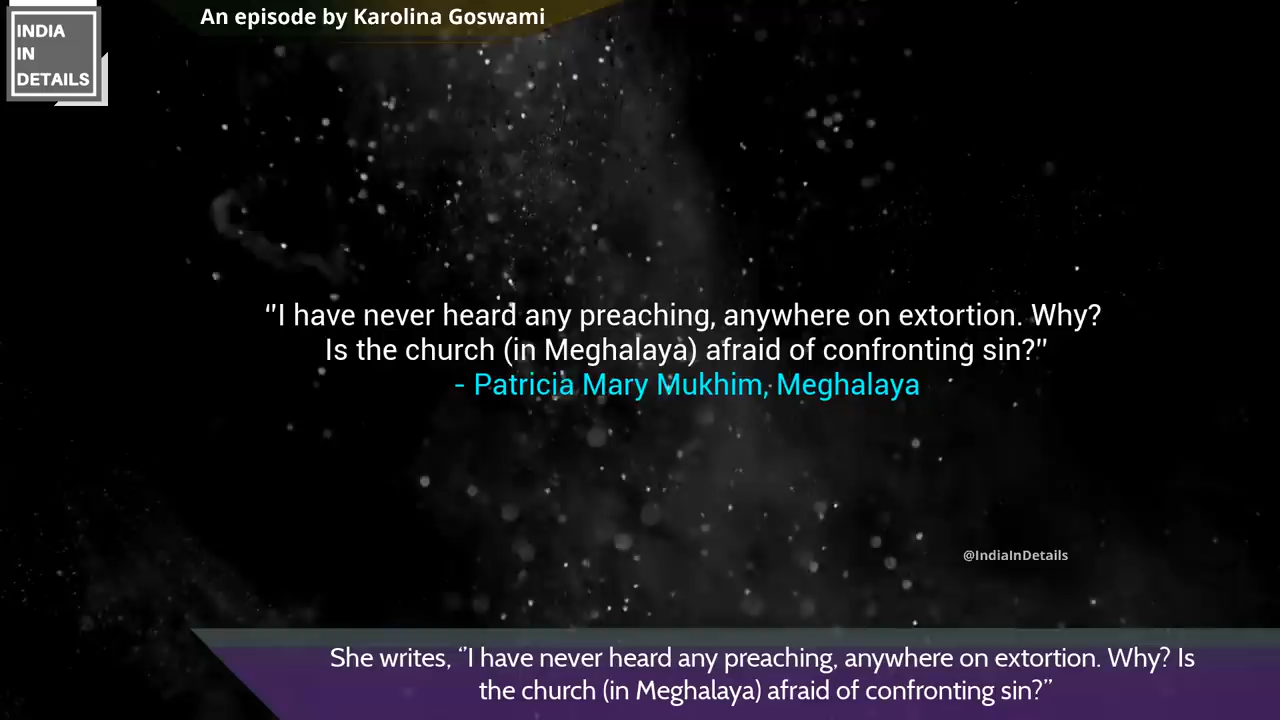 An episode by Karolina Goswami
INDIA
IN
DETAILS
“I have never heard any preaching, anywhere on extortion. Why?
Is the church (in Meghalaya) afraid of confronting sin?”
- Patricia Mary Mukhim, Meghalaya
@IndiaInDetails
She writes, “I have never heard any preaching, anywhere on extortion. Why? Is
the church (in Meghalaya) afraid of confronting sin?”